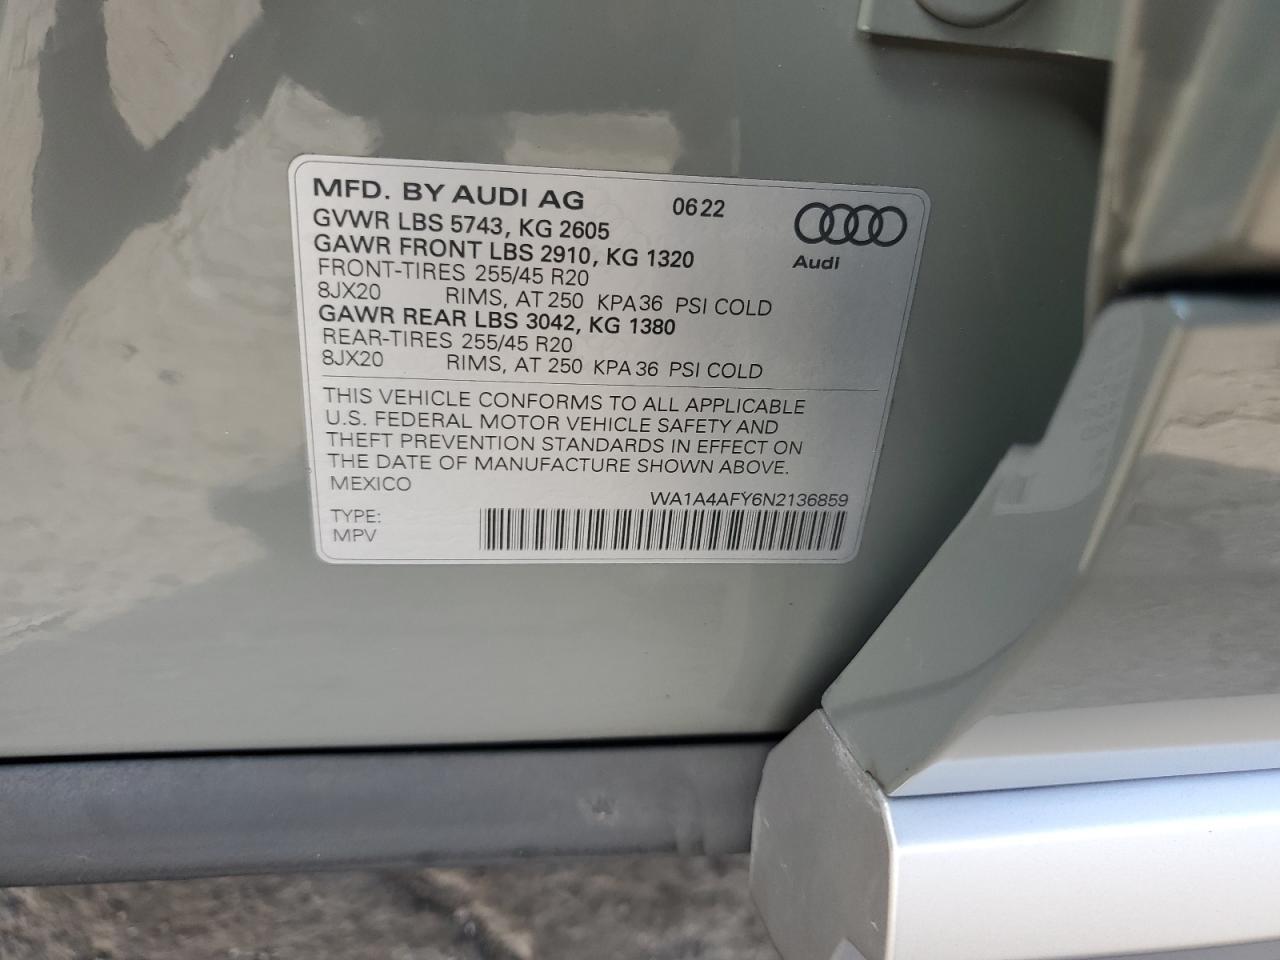 MFD. BY AUDI AG 0622
GVWR LBS 5743, KG 2605
GAWR FRONT LBS 2910, KG 1320
Audi
FRONT-TIRES 255/45 R20
8JX20 RIMS, AT 250 KPA 36 PSI COLD
GAWR REAR LBS 3042, KG 1380
REAR-TIRES 255/45 R20
8JX20 RIMS, AT 250 KPA 36 PSI COLD
THIS VEHICLE CONFORMS TO ALL APPLICABLE
U.S. FEDERAL MOTOR VEHICLE SAFETY AND
THEFT PREVENTION STANDARDS IN EFFECT ON
THE DATE OF MANUFACTURE SHOWN ABOVE.
MEXICO
WA1A4AFY6N2136859
TYPE:
MPV